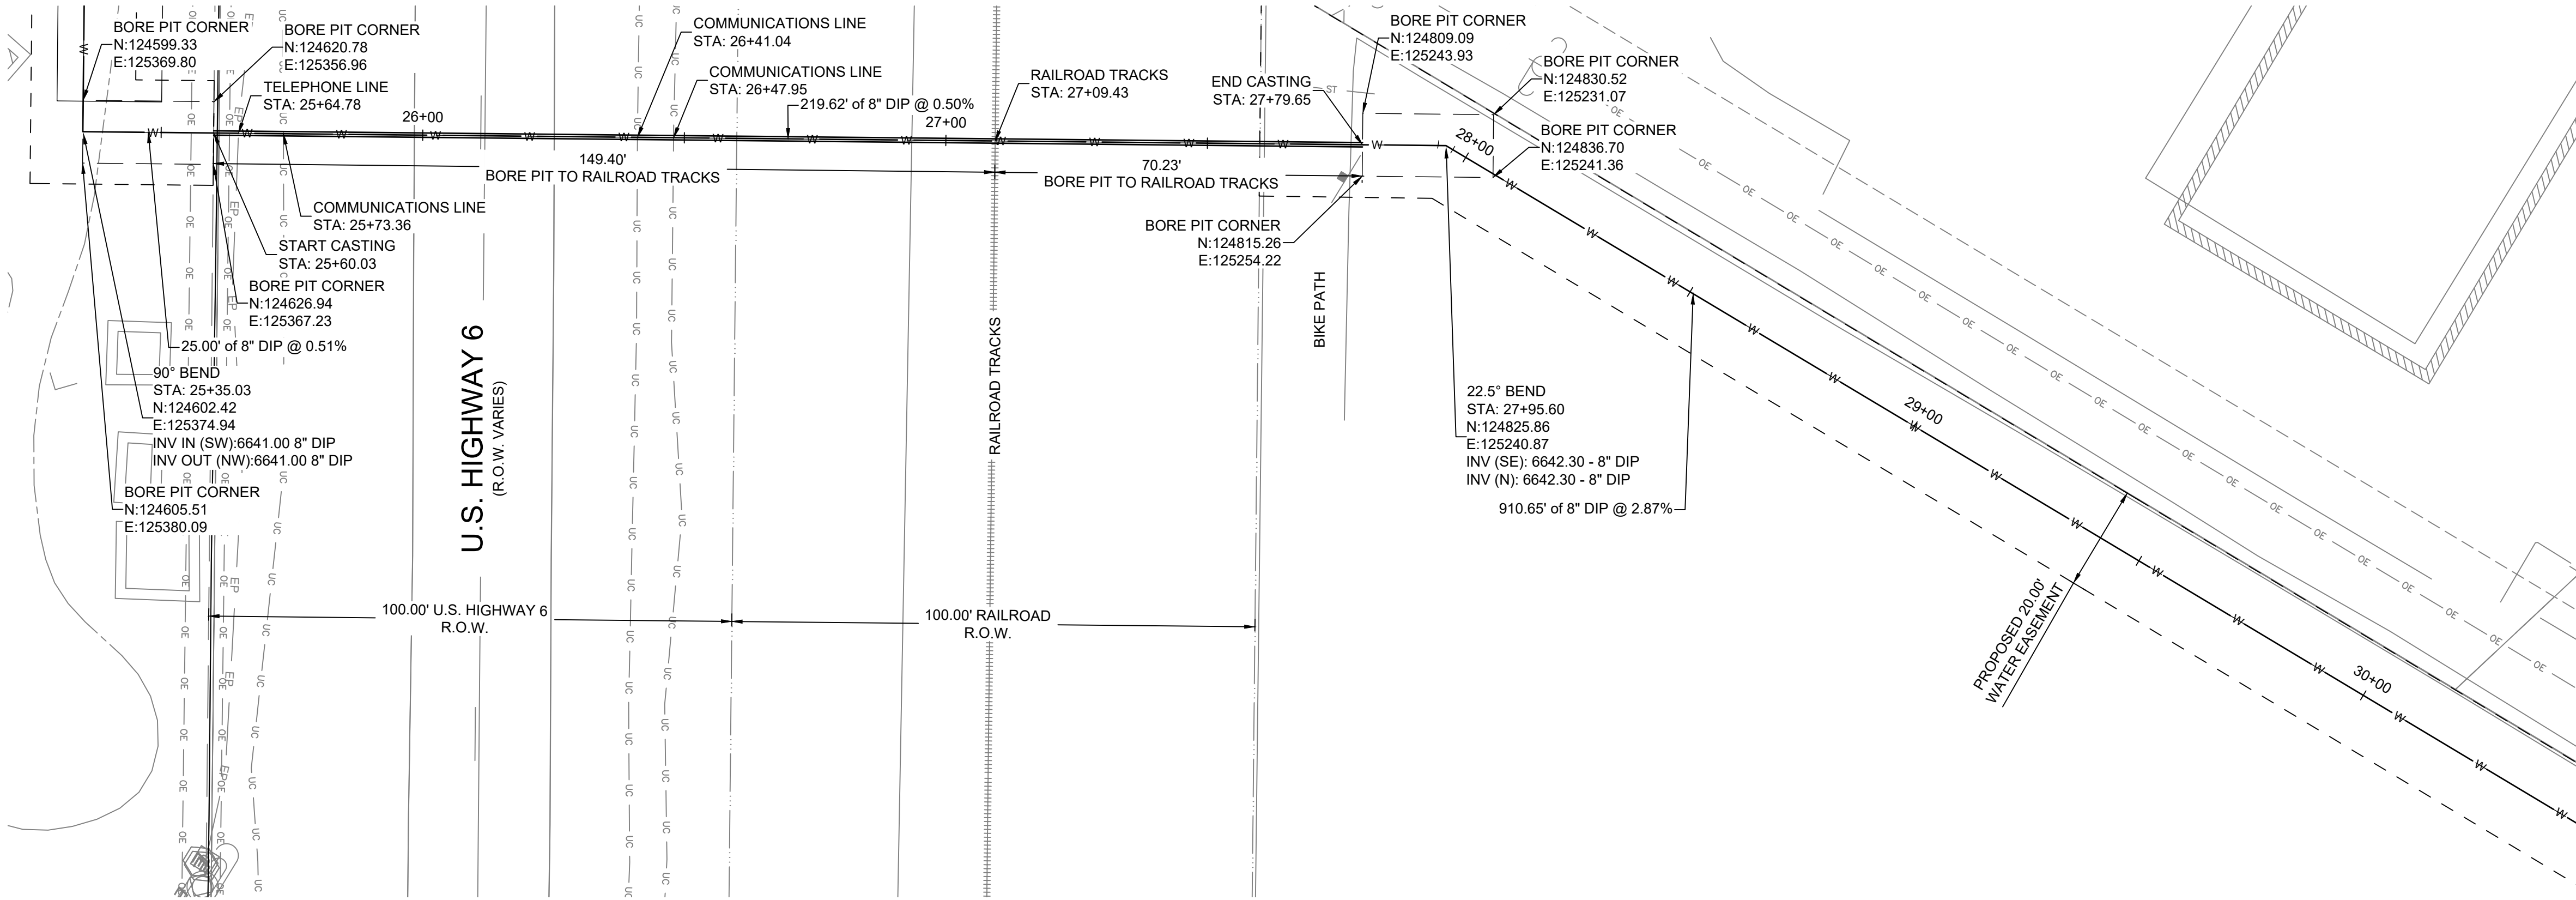 BORE PIT CORNER
N:124599.33
E:125369.80
BORE PIT CORNER
N:124620.78
E:125356.96
TELEPHONE LINE
STA: 25+64.78
26+00
COMMUNICATIONS LINE
STA: 26+41.04
COMMUNICATIONS LINE
STA: 26+47.95
219.62' of 8" DIP @ 0.50%
27+00
RAILROAD TRACKS
STA: 27+09.43
END CASTING
STA: 27+79.65
BORE PIT CORNER
N:124809.09
E:125243.93
BORE PIT CORNER
N:124830.52
E:125231.07
BORE PIT CORNER
N:124836.70
E:125241.36
28+00
149.40'
BORE PIT TO RAILROAD TRACKS
70.23'
BORE PIT TO RAILROAD TRACKS
COMMUNICATIONS LINE
STA: 25+73.36
START CASTING
STA: 25+60.03
BORE PIT CORNER
N:124626.94
E:125367.23
25.00' of 8" DIP @ 0.51%
90° BEND
STA: 25+35.03
N:124602.42
E:125374.94
INV IN (SW):6641.00 8" DIP
INV OUT (NW):6641.00 8" DIP
BORE PIT CORNER
N:124605.51
E:125380.09
U.S. HIGHWAY 6
(R.O.W. VARIES)
RAILROAD TRACKS
BORE PIT CORNER
N:124815.26
E:125254.22
BIKE PATH
22.5° BEND
STA: 27+95.60
N:124825.86
E:125240.87
INV (SE): 6642.30 - 8" DIP
INV (N): 6642.30 - 8" DIP
910.65' of 8" DIP @ 2.87%
29+00
30+00
PROPOSED 20.00'
WATER EASEMENT
100.00' U.S. HIGHWAY 6
R.O.W.
100.00' RAILROAD
R.O.W.